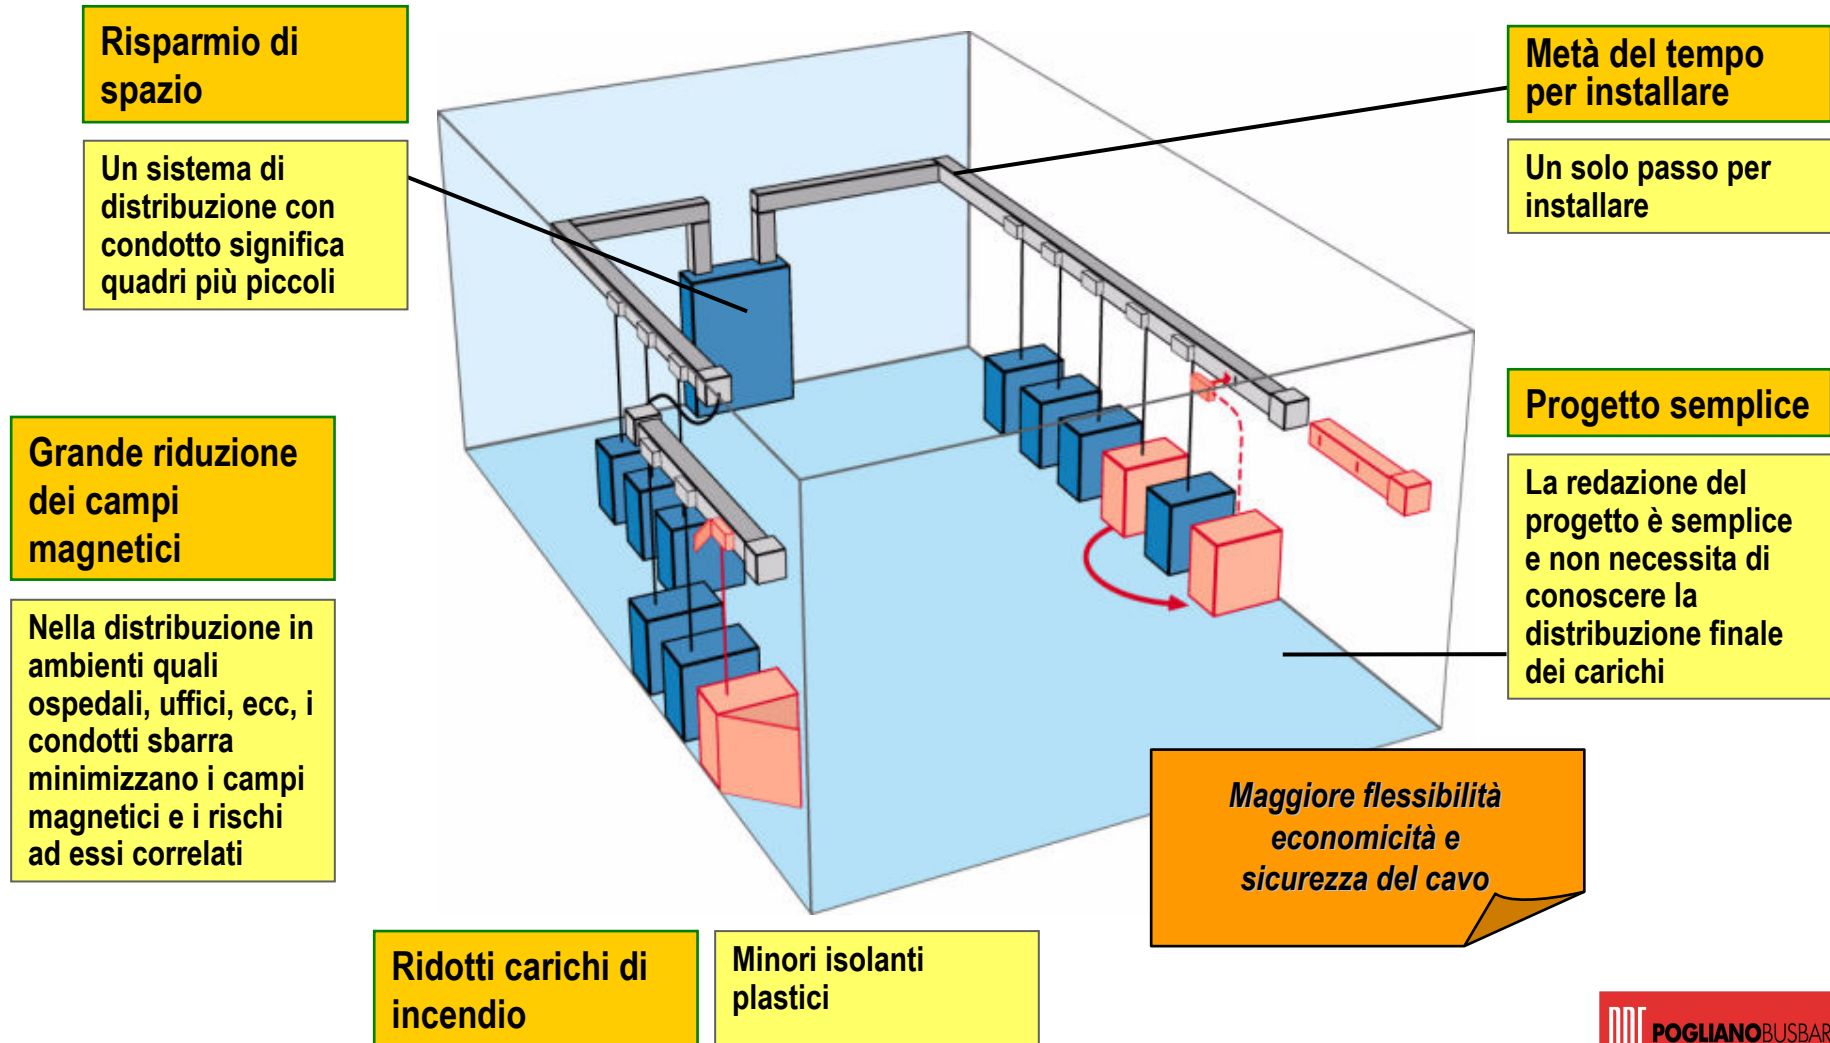 Risparmio di
spazio
Un sistema di
distribuzione con
condotto significa
quadri più piccoli
Metà del tempo
per installare
Un solo passo per
installare
Grande riduzione
dei campi
magnetici
Nella distribuzione in
ambienti quali
ospedali, uffici, ecc, i
condotti sbarra
minimizzano i campi
magnetici e i rischi
ad essi correlati
Progetto semplice
La redazione del
progetto è semplice
e non necessita di
conoscere la
distribuzione finale
dei carichi
Maggiore flessibilità
economicità e
sicurezza del cavo
Ridotti carichi di
incendio
Minori isolanti
plastici
POGLIANOBUSBAR